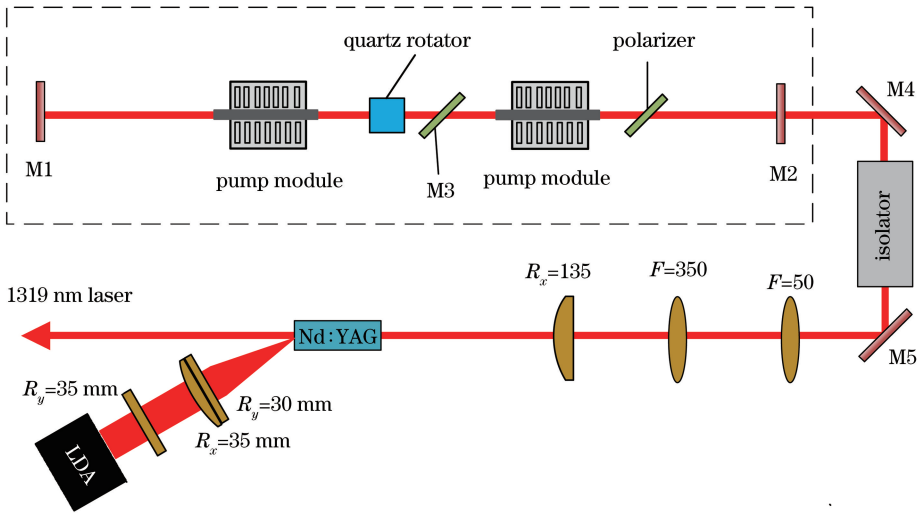 quartz rotator
polarizer
M1
pump module
M3
pump module
M2
M4
isolator
M5
1319 nm laser
Nd:YAG
Rx=135
F=350
F=50
Ry=35 mm
Ry=30 mm
Rx=35 mm
LDA